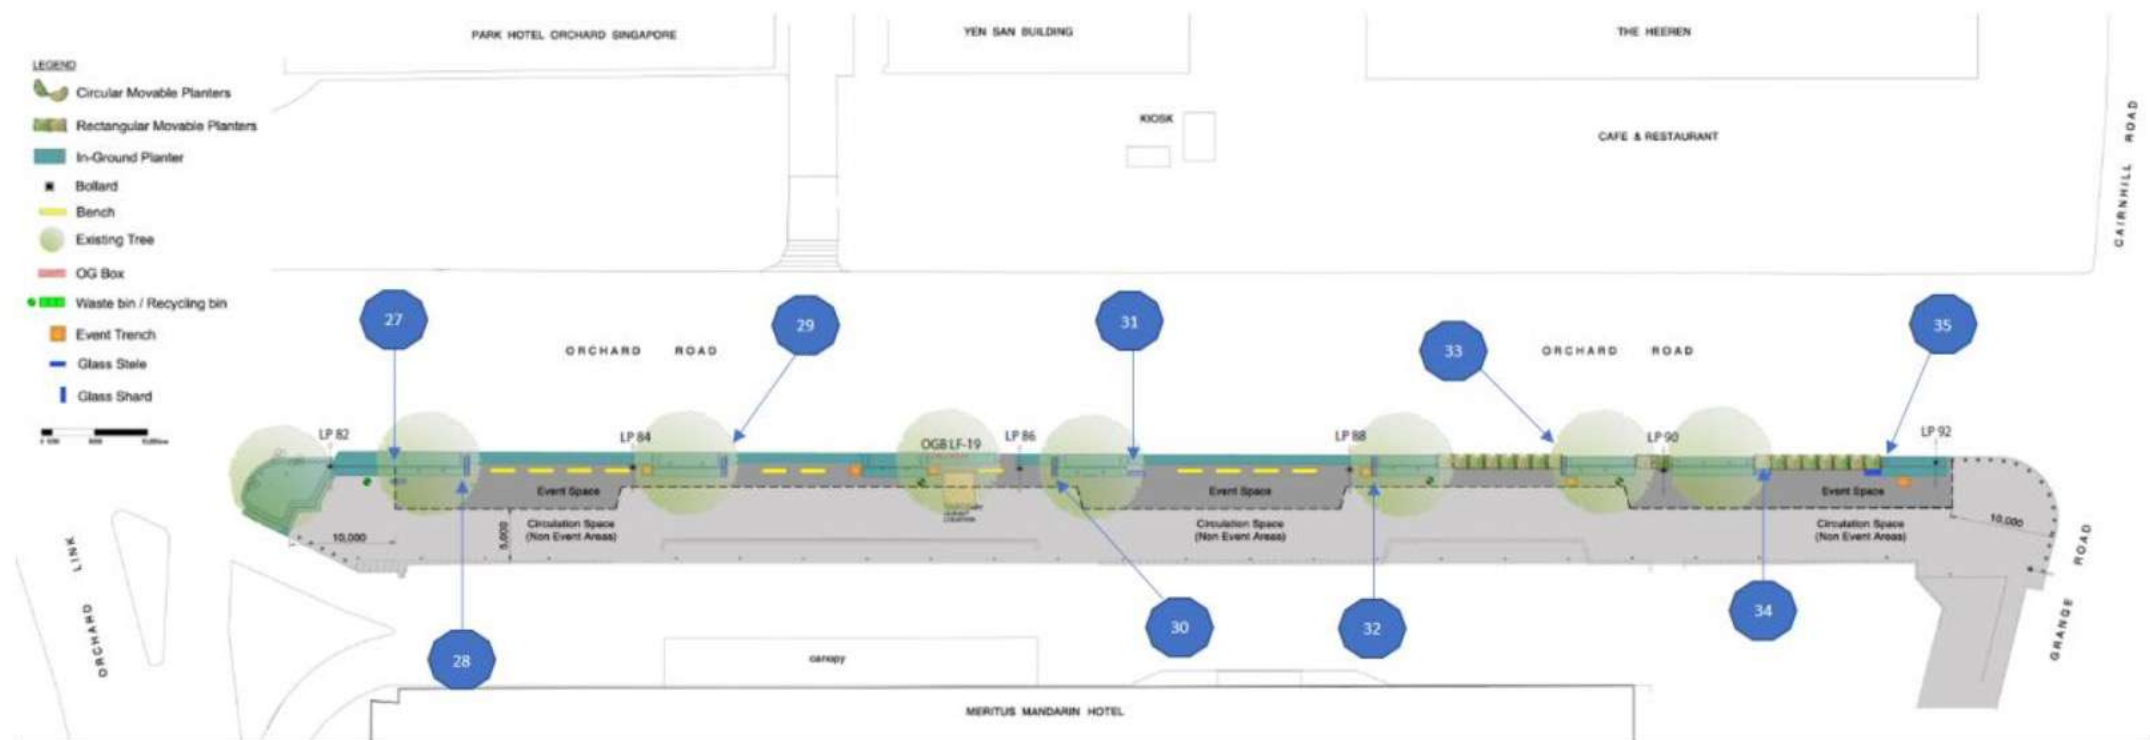 PARK HOTEL ORCHARD SINGAPORE
YEN SAN BUILDING
THE HEEREN
LEGEND
Circular Movable Planters
Rectangular Movable Planters
In-Ground Planter
Bollard
Bench
Existing Tree
OG Box
Waste bin / Recycling bin
Event Trench
Glass Stele
Glass Shard
KIOSK
CAFE & RESTAURANT
CAIRNHILL ROAD
27
29
31
33
35
ORCHARD ROAD
ORCHARD ROAD
LP 82
LP 84
OGB LF-19
LP 86
LP 88
LP 90
LP 92
Event Space
Event Space
Event Space
Circulation Space
(Non Event Areas)
Circulation Space
(Non Event Areas)
Circulation Space
(Non Event Areas)
10,000
5,000
10,000
ORCHARD LINK
GRANGE ROAD
28
30
32
34
canopy
MERITUS MANDARIN HOTEL